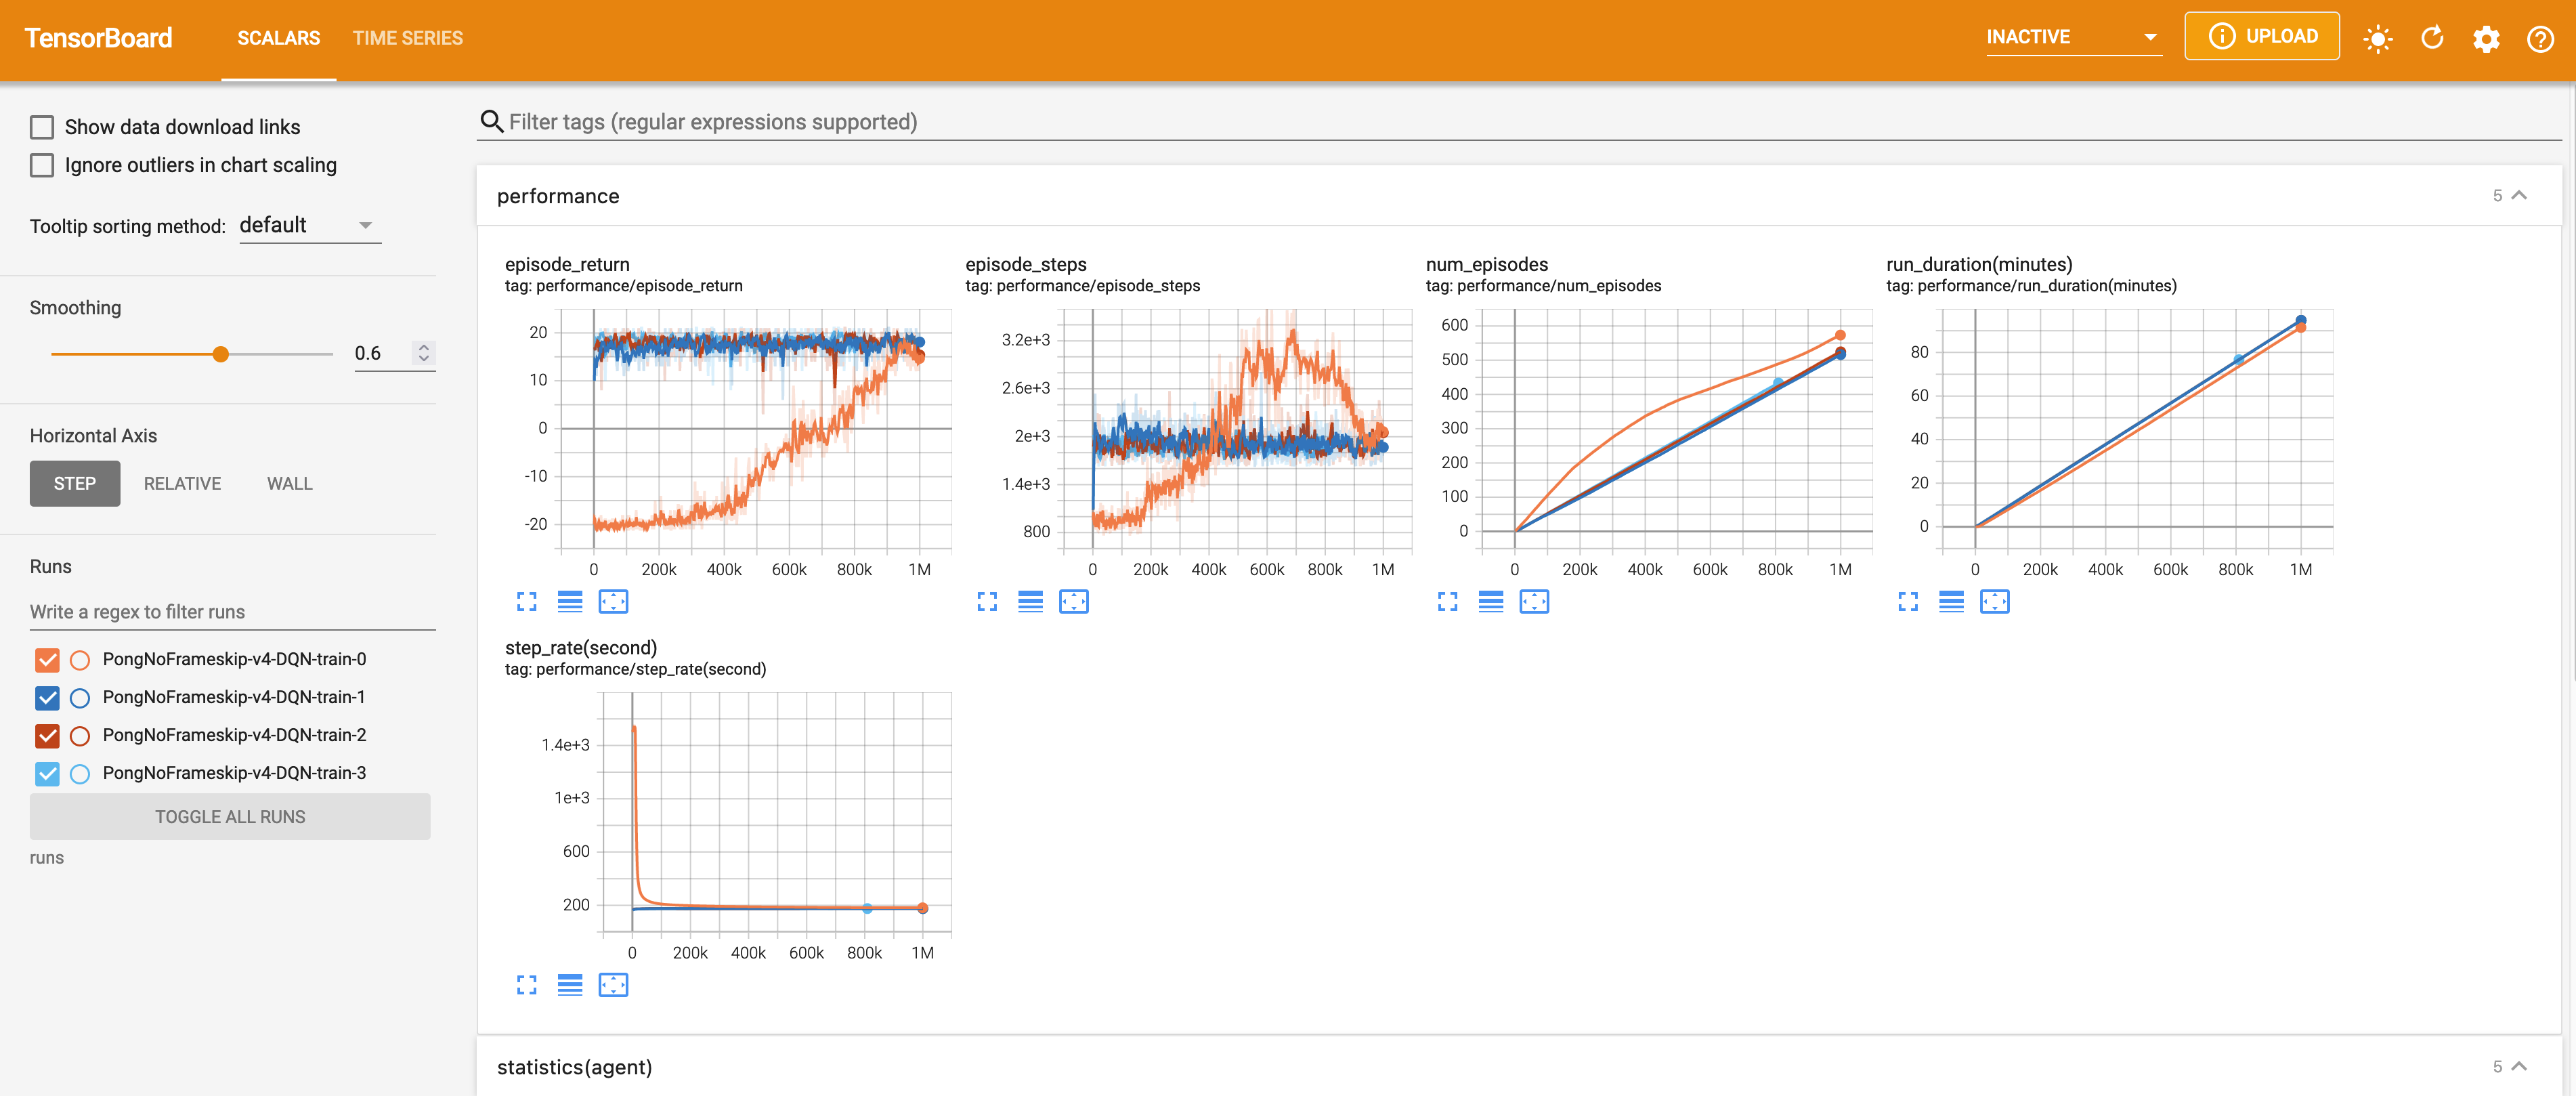 TensorBoard
SCALARS
TIME SERIES
INACTIVE
UPLOAD
Show data download links
Ignore outliers in chart scaling
Tooltip sorting method: default
Smoothing
0.6
Horizontal Axis
STEP
RELATIVE
WALL
Runs
Write a regex to filter runs
PongNoFrameskip-v4-DQN-train-0
PongNoFrameskip-v4-DQN-train-1
PongNoFrameskip-v4-DQN-train-2
PongNoFrameskip-v4-DQN-train-3
TOGGLE ALL RUNS
runs
Filter tags (regular expressions supported)
performance
5
episode_return
tag: performance/episode_return
20
10
0
-10
-20
0 200k 400k 600k 800k 1M
episode_steps
tag: performance/episode_steps
3.2e+3
2.6e+3
2e+3
1.4e+3
800
0 200k 400k 600k 800k 1M
num_episodes
tag: performance/num_episodes
600
500
400
300
200
100
0
0 200k 400k 600k 800k 1M
run_duration(minutes)
tag: performance/run_duration(minutes)
80
60
40
20
0
0 200k 400k 600k 800k 1M
step_rate(second)
tag: performance/step_rate(second)
1.4e+3
1e+3
600
200
0 200k 400k 600k 800k 1M
statistics(agent)
5